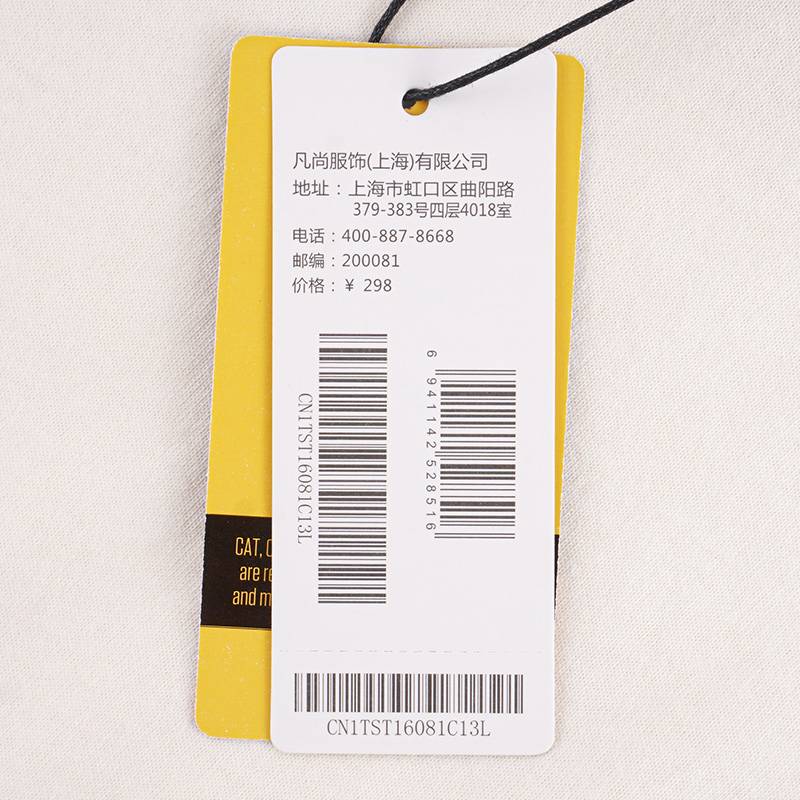 凡尚服饰(上海)有限公司
地址：上海市虹口区曲阳路
379-383号四层4018室
电话：400-887-8668
邮编：200081
价格：¥ 298
CN1TST16081C13L
6 941142 528516
CAT, C
are re
and m
CN1TST16081C13L